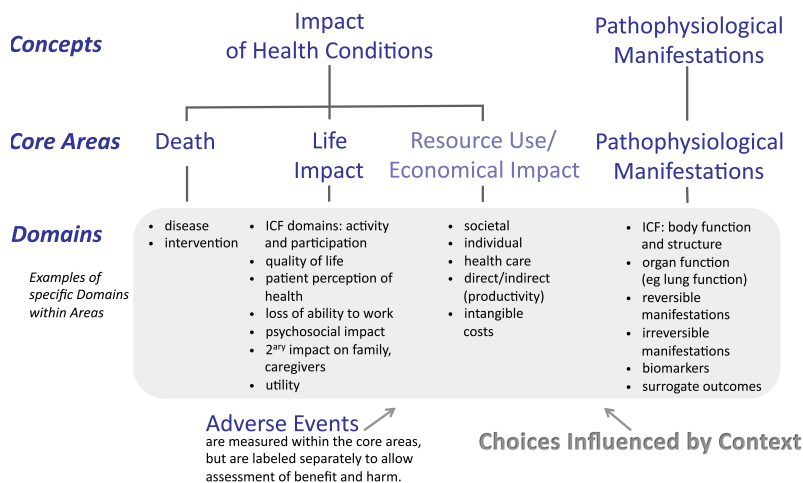 Concepts
Impact
of Health Conditions
Pathophysiological
Manifestations
Core Areas
Death
Life
Impact
Resource Use/
Economical Impact
Pathophysiological
Manifestations
Domains
Examples of
specific Domains
within Areas
• disease
• intervention
• ICF domains: activity
and participation
• quality of life
• patient perception of
health
• loss of ability to work
• psychosocial impact
• 2ary impact on family,
caregivers
• utility
• societal
• individual
• health care
• direct/indirect
(productivity)
• intangible
costs
• ICF: body function
and structure
• organ function
(eg lung function)
• reversible
manifestations
• irreversible
manifestations
• biomarkers
• surrogate outcomes
Adverse Events
are measured within the core areas,
but are labeled separately to allow
assessment of benefit and harm.
Choices Influenced by Context